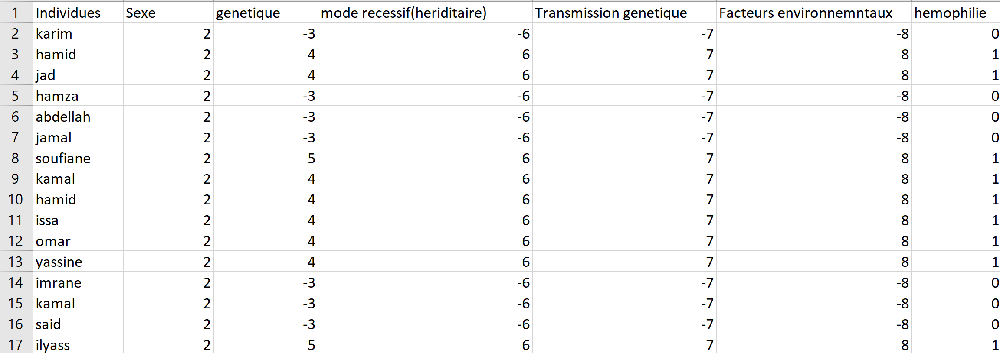 1 Individues Sexe genetique mode recessif(heriditaire) Transmission genetique Facteurs environnemntaux hemophilie
2 karim 2 -3 -6 -7 -8 0
3 hamid 2 4 6 7 8 1
4 jad 2 4 6 7 8 1
5 hamza 2 -3 -6 -7 -8 0
6 abdellah 2 -3 -6 -7 -8 0
7 jamal 2 -3 -6 -7 -8 0
8 soufiane 2 5 6 7 8 1
9 kamal 2 4 6 7 8 1
10 hamid 2 4 6 7 8 1
11 issa 2 4 6 7 8 1
12 omar 2 4 6 7 8 1
13 yassine 2 4 6 7 8 1
14 imrane 2 -3 -6 -7 -8 0
15 kamal 2 -3 -6 -7 -8 0
16 said 2 -3 -6 -7 -8 0
17 ilyass 2 5 6 7 8 1